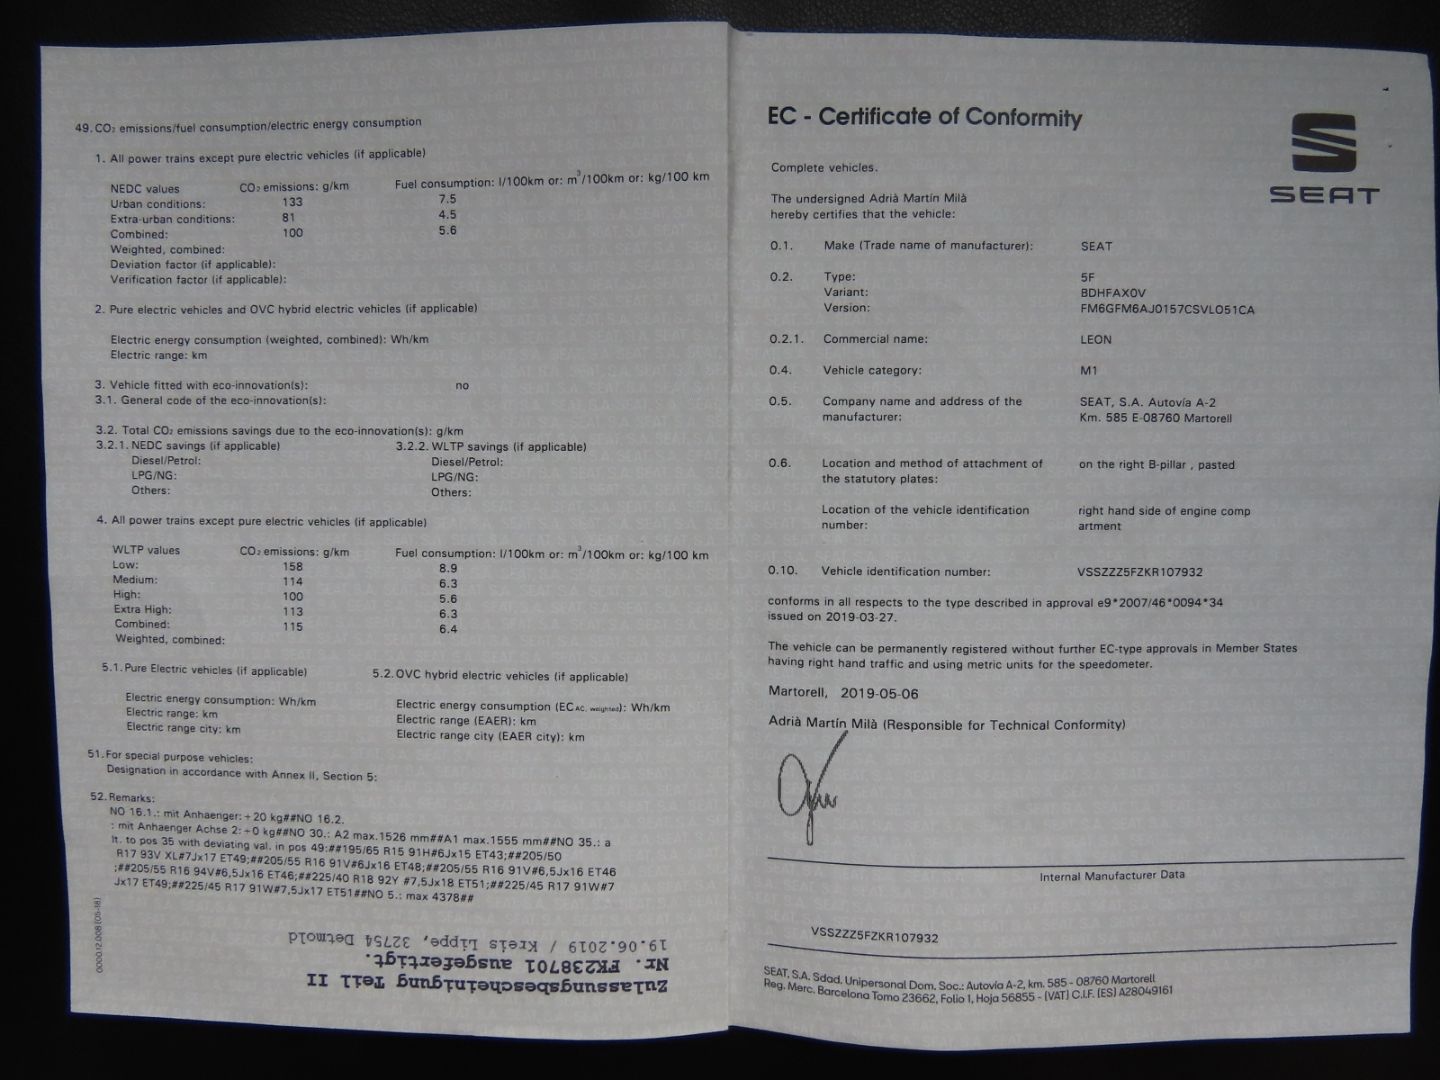 49. CO₂ emissions/fuel consumption/electric energy consumption
1. All power trains except pure electric vehicles (if applicable)
NEDC values CO₂ emissions: g/km Fuel consumption: l/100km or: m³/100km or: kg/100 km
Urban conditions: 133 7.5
Extra-urban conditions: 81 4.5
Combined: 100 5.6
Weighted, combined:
Deviation factor (if applicable):
Verification factor (if applicable):
2. Pure electric vehicles and OVC hybrid electric vehicles (if applicable)
Electric energy consumption (weighted, combined): Wh/km
Electric range: km
3. Vehicle fitted with eco-innovation(s): no
3.1. General code of the eco-innovation(s):
3.2. Total CO₂ emissions savings due to the eco-innovation(s): g/km
3.2.1. NEDC savings (if applicable) 3.2.2. WLTP savings (if applicable)
Diesel/Petrol: Diesel/Petrol:
LPG/NG: LPG/NG:
Others: Others:
4. All power trains except pure electric vehicles (if applicable)
WLTP values CO₂ emissions: g/km Fuel consumption: l/100km or: m³/100km or: kg/100 km
Low: 158 8.9
Medium: 114 6.3
High: 100 5.6
Extra High: 113 6.3
Combined: 115 6.4
Weighted, combined:
5.1. Pure Electric vehicles (if applicable) 5.2. OVC hybrid electric vehicles (if applicable)
Electric energy consumption: Wh/km Electric energy consumption (EC AC, weighted): Wh/km
Electric range: km Electric range (EAER): km
Electric range city: km Electric range city (EAER city): km
51. For special purpose vehicles:
Designation in accordance with Annex II, Section 5:
52. Remarks:
NO 16.1.: mit Anhaenger: + 20 kg##NO 16.2.
: mit Anhaenger Achse 2: +0 kg##NO 30.: A2 max.1526 mm##A1 max.1555 mm##NO 35.: a
lt. to pos 35 with deviating val. in pos 49:##195/65 R15 91H#6Jx15 ET43;##205/50
R17 93V XL#7Jx17 ET49;##205/55 R16 91V#6Jx16 ET48;##205/55 R16 91V#6,5Jx16 ET46
;##205/55 R16 94V#6,5Jx16 ET46;##225/40 R18 92Y #7,5Jx18 ET51;##225/45 R17 91W#7
Jx17 ET49;##225/45 R17 91W#7,5Jx17 ET51##NO 5.: max 4378##
0000.12.008 (05-18)
Zulassungsbescheinigung Teil II
Nr. FK238701 ausgefertigt.
19.06.2019 / Kreis Lippe, 32754 Detmold
EC - Certificate of Conformity
SEAT
Complete vehicles.
The undersigned Adrià Martín Milà
hereby certifies that the vehicle:
0.1. Make (Trade name of manufacturer): SEAT
0.2. Type: 5F
Variant: BDHFAX0V
Version: FM6GFM6AJ0157CSVLO51CA
0.2.1. Commercial name: LEON
0.4. Vehicle category: M1
0.5. Company name and address of the SEAT, S.A. Autovía A-2
manufacturer: Km. 585 E-08760 Martorell
0.6. Location and method of attachment of on the right B-pillar , pasted
the statutory plates:
Location of the vehicle identification right hand side of engine comp
number: artment
0.10. Vehicle identification number: VSSZZZ5FZKR107932
conforms in all respects to the type described in approval e9*2007/46*0094*34
issued on 2019-03-27.
The vehicle can be permanently registered without further EC-type approvals in Member States
having right hand traffic and using metric units for the speedometer.
Martorell, 2019-05-06
Adrià Martín Milà (Responsible for Technical Conformity)
Internal Manufacturer Data
VSSZZZ5FZKR107932
SEAT, S.A. Sdad. Unipersonal Dom. Soc.: Autovía A-2, km. 585 - 08760 Martorell
Reg. Merc. Barcelona Tomo 23662, Folio 1, Hoja 56855 - (VAT) C.I.F. (ES) A28049161